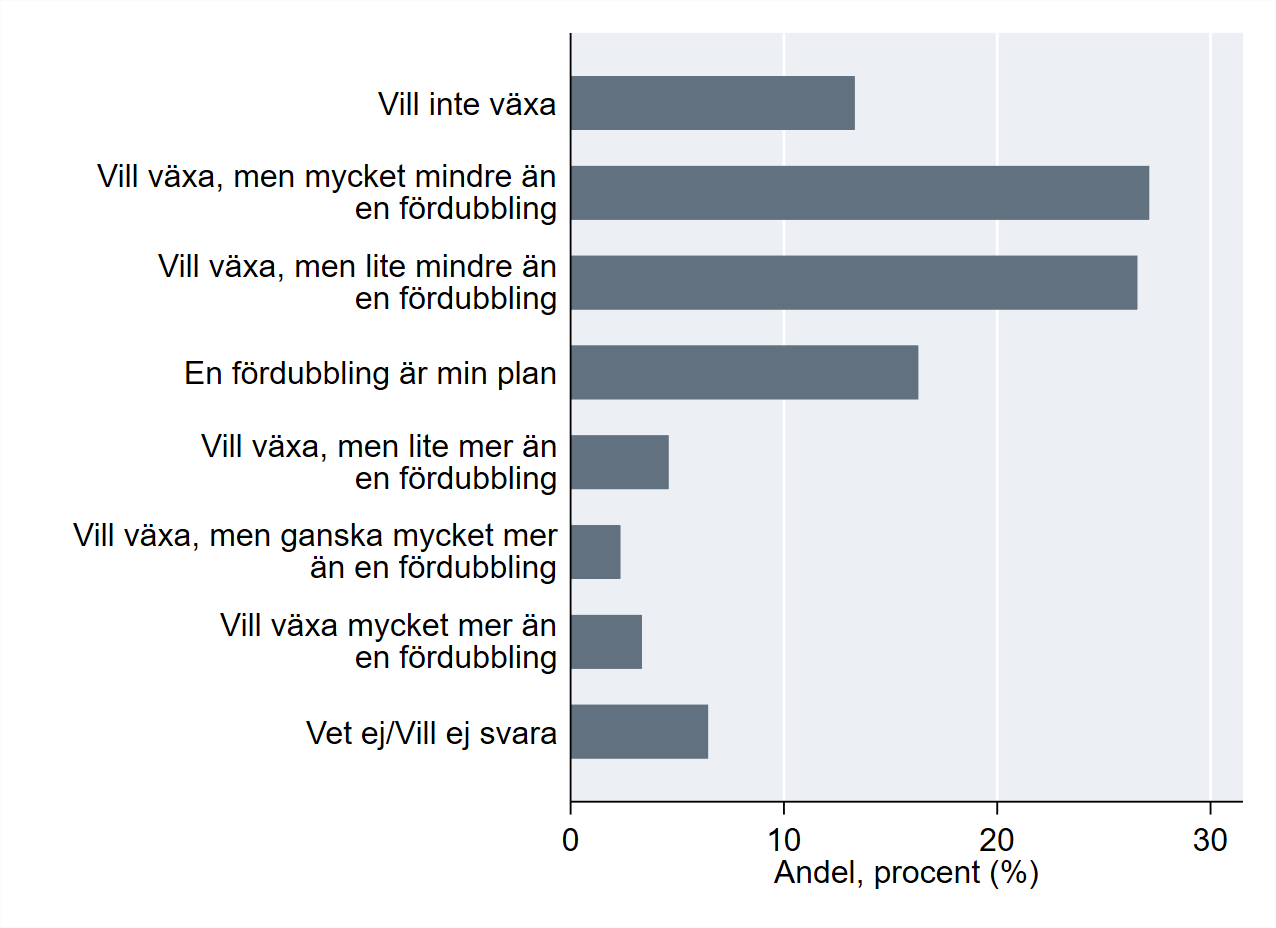 Vill inte växa
Vill växa, men mycket mindre än
en fördubbling
Vill växa, men lite mindre än
en fördubbling
En fördubbling är min plan
Vill växa, men lite mer än
en fördubbling
Vill växa, men ganska mycket mer
än en fördubbling
Vill växa mycket mer än
en fördubbling
Vet ej/Vill ej svara
0 10 20 30
Andel, procent (%)